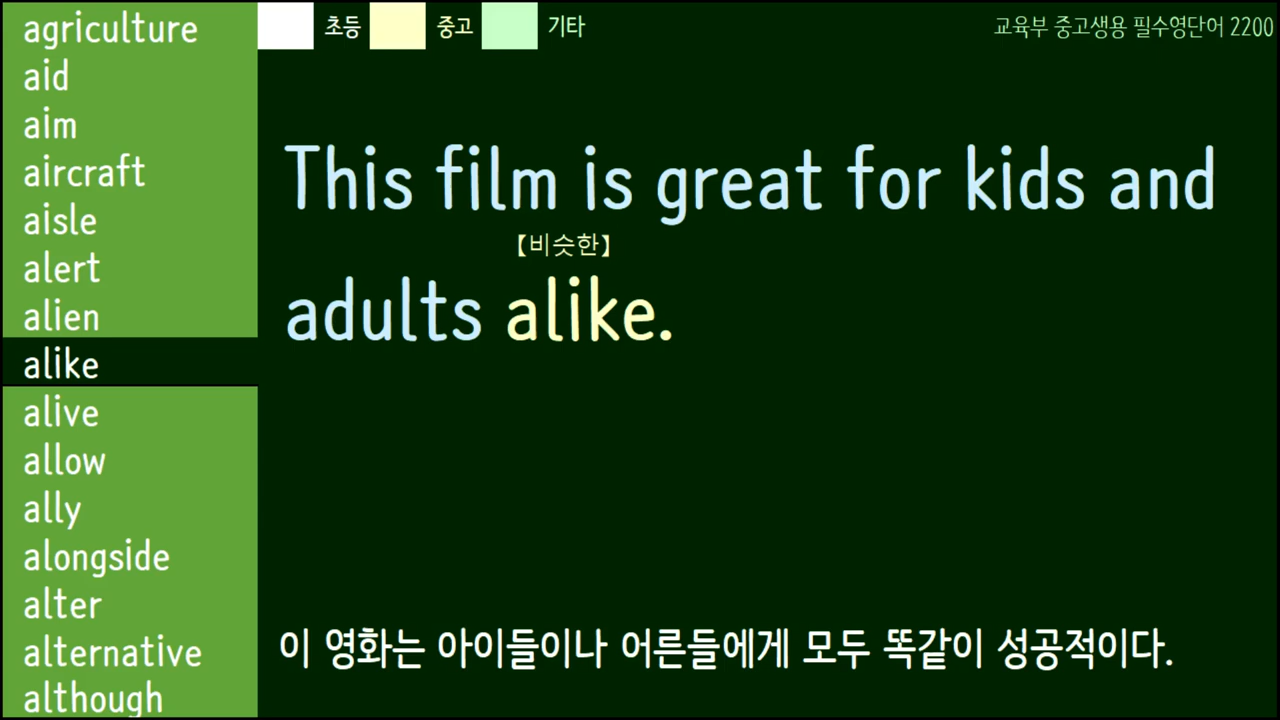 agriculture
aid
aim
aircraft
aisle
alert
alien
alike
alive
allow
ally
alongside
alter
alternative
although
초등 중고 기타
교육부 중고생용 필수영단어 2200
This film is great for kids and
【비슷한】
adults alike.
이 영화는 아이들이나 어른들에게 모두 똑같이 성공적이다.